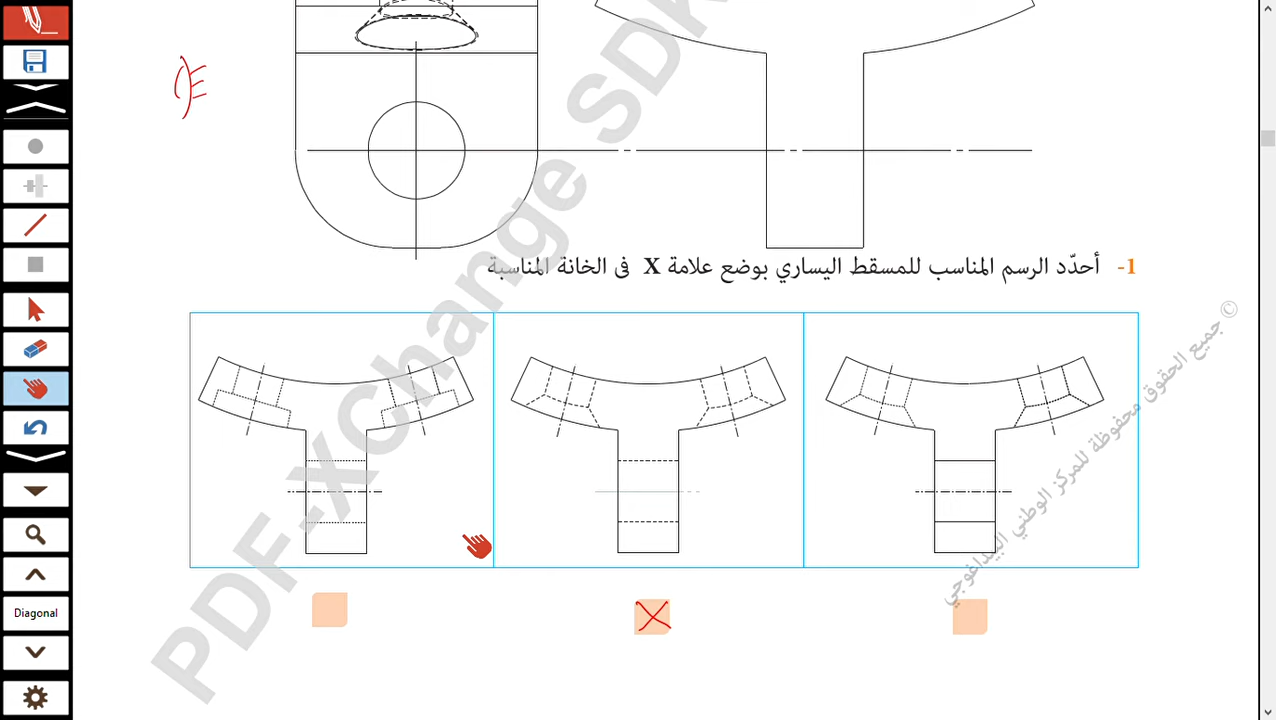 PDF-XChange SDK
1- أحدّد الرسم المناسب للمسقط اليساري بوضع علامة X فى الخانة المناسبة
© جميع الحقوق محفوظة للمركز الوطني البيداغوجي
Diagonal